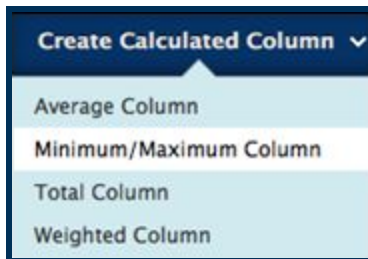 Create Calculated Column
Average Column
Minimum/Maximum Column
Total Column
Weighted Column